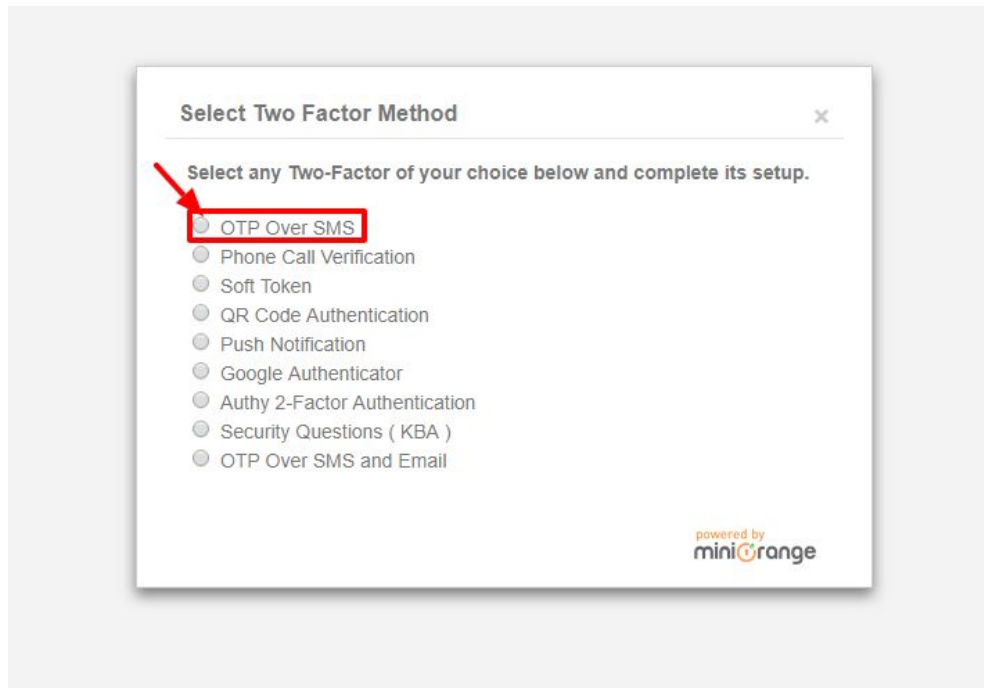 Select Two Factor Method ×
Select any Two-Factor of your choice below and complete its setup.
OTP Over SMS
Phone Call Verification
Soft Token
QR Code Authentication
Push Notification
Google Authenticator
Authy 2-Factor Authentication
Security Questions ( KBA )
OTP Over SMS and Email
powered by
miniOrange